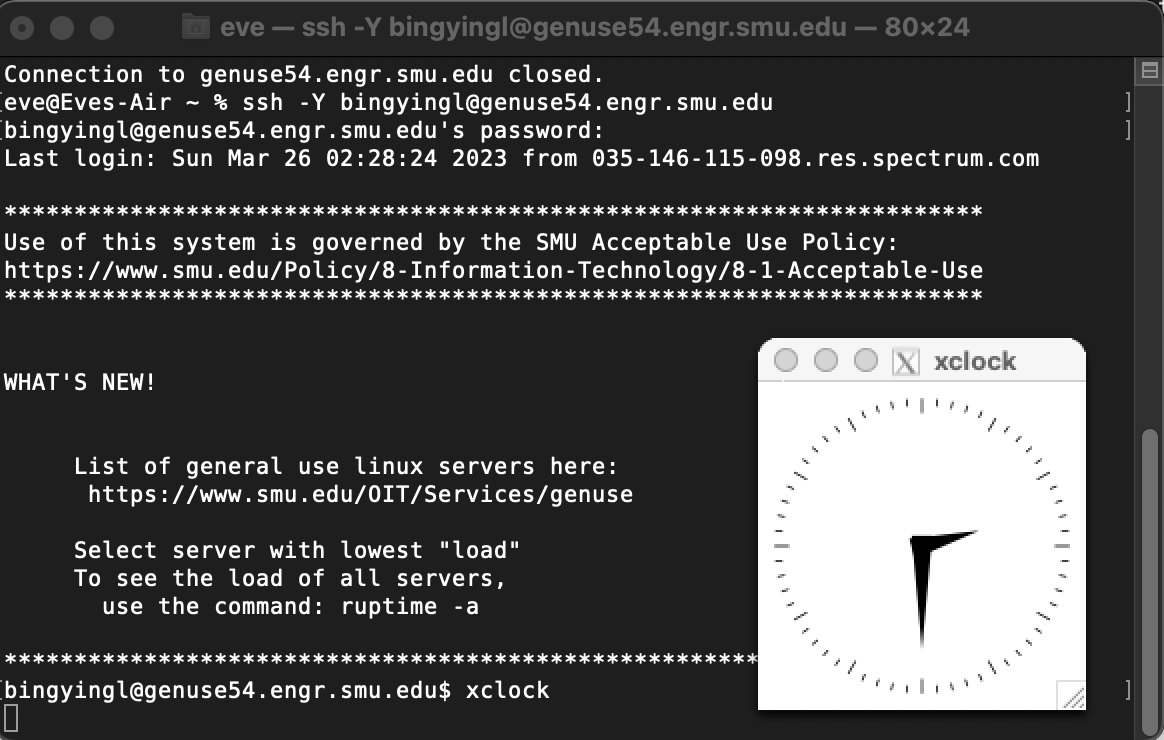 eve — ssh -Y bingyingl@genuse54.engr.smu.edu — 80×24
Connection to genuse54.engr.smu.edu closed.
[eve@Eves-Air ~ % ssh -Y bingyingl@genuse54.engr.smu.edu ]
[bingyingl@genuse54.engr.smu.edu's password: ]
Last login: Sun Mar 26 02:28:24 2023 from 035-146-115-098.res.spectrum.com
**********************************************************************
Use of this system is governed by the SMU Acceptable Use Policy:
https://www.smu.edu/Policy/8-Information-Technology/8-1-Acceptable-Use
**********************************************************************
WHAT'S NEW!
List of general use linux servers here:
https://www.smu.edu/OIT/Services/genuse
Select server with lowest "load"
To see the load of all servers,
use the command: ruptime -a
******************************************************
[bingyingl@genuse54.engr.smu.edu$ xclock ]
X xclock